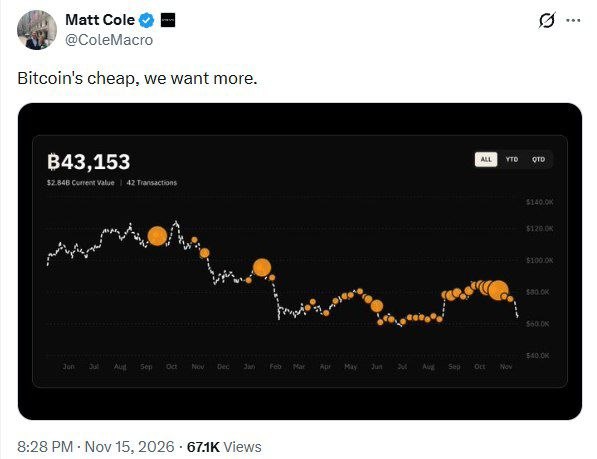 Matt Cole
@ColeMacro
Bitcoin's cheap, we want more.
₿43,153
$2.84B Current Value | 42 Transactions
ALL YTD QTD
$140.0K
$120.0K
$100.0K
$80.0K
$60.0K
$40.0K
Jun Jul Aug Sep Oct Nov Dec Jan Feb Mar Apr May Jun Jul Aug Sep Oct Nov
8:28 PM · Nov 15, 2026 · 67.1K Views